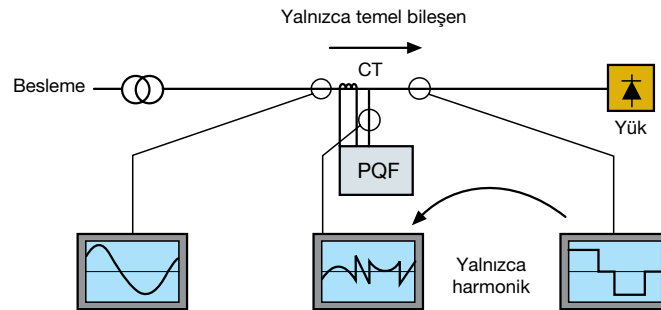 Yalnızca temel bileşen
CT
Besleme
Yük
PQF
Yalnızca
harmonik